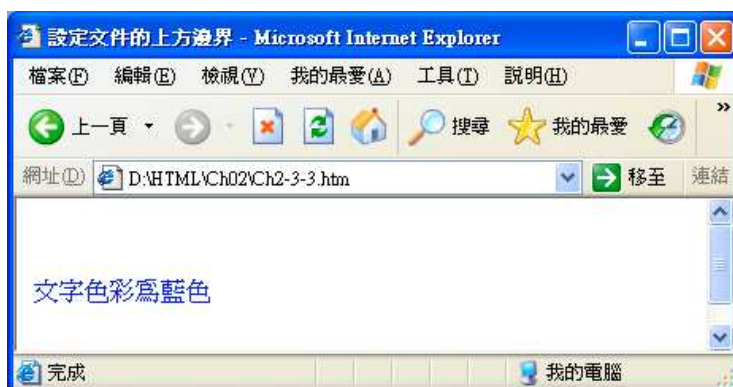 設定文件的上方邊界 - Microsoft Internet Explorer
檔案(F) 編輯(E) 檢視(V) 我的最愛(A) 工具(T) 說明(H)
上一頁 搜尋 我的最愛 »
網址(D) D:\HTML\Ch02\Ch2-3-3.htm 移至 連結
文字色彩為藍色
完成 我的電腦